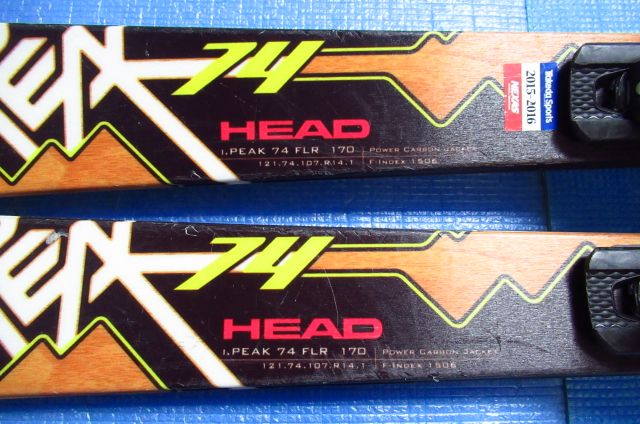 74
HEAD
i.PEAK 74 FLR 170 | POWER CARBON JACKET
121.74.107.R14.1 | F-INDEX 1506
NEXAS
2015-2016
Takeda Sports
74
HEAD
i.PEAK 74 FLR 170 | POWER CARBON JACKET
121.74.107.R14.1 | F-INDEX 1506